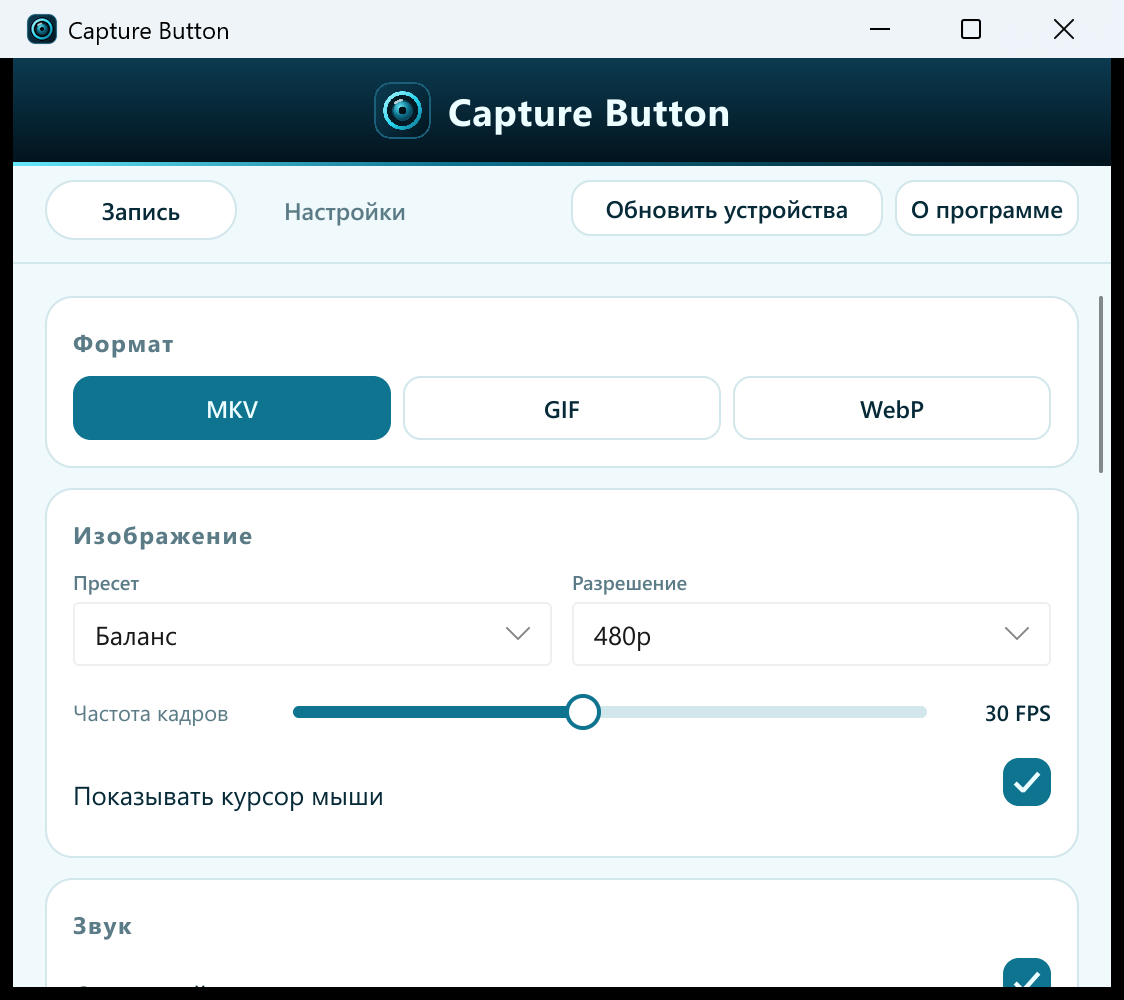 Capture Button
Capture Button
Запись
Настройки
Обновить устройства
О программе
Формат
MKV
GIF
WebP
Изображение
Пресет
Разрешение
Баланс
480p
Частота кадров
30 FPS
Показывать курсор мыши
Звук